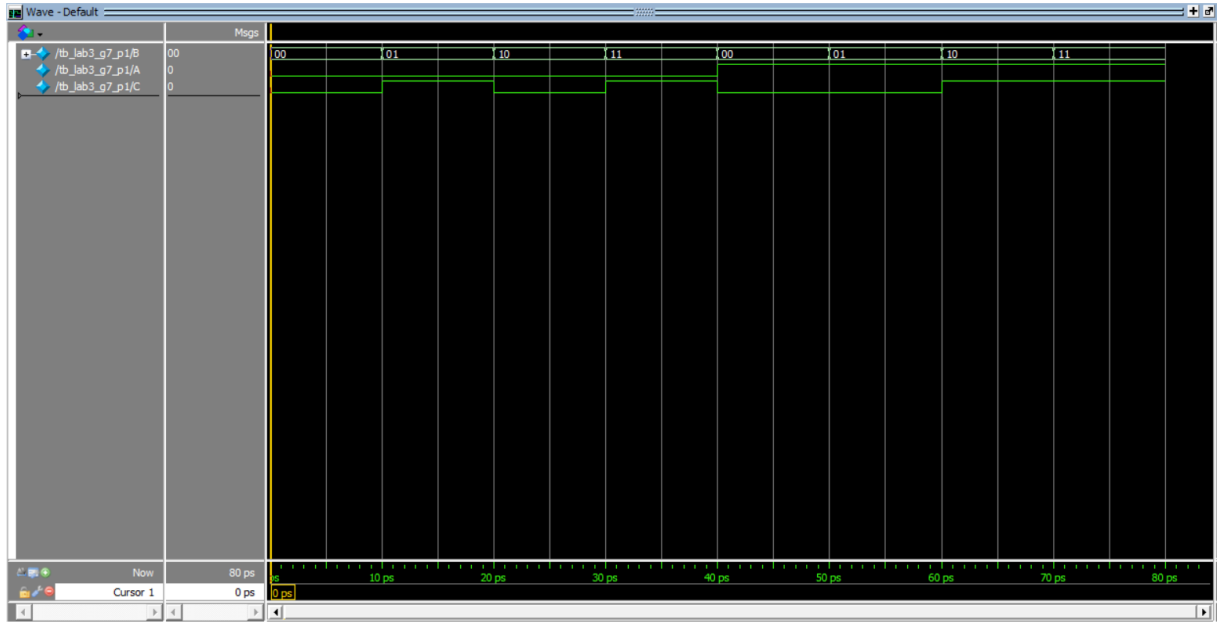 Wave - Default
Msgs
/tb_lab3_g7_p1/B 00 00 01 10 11 00 01 10 11
/tb_lab3_g7_p1/A 0
/tb_lab3_g7_p1/C 0
Now 80 ps ps 10 ps 20 ps 30 ps 40 ps 50 ps 60 ps 70 ps 80 ps
Cursor 1 0 ps 0 ps